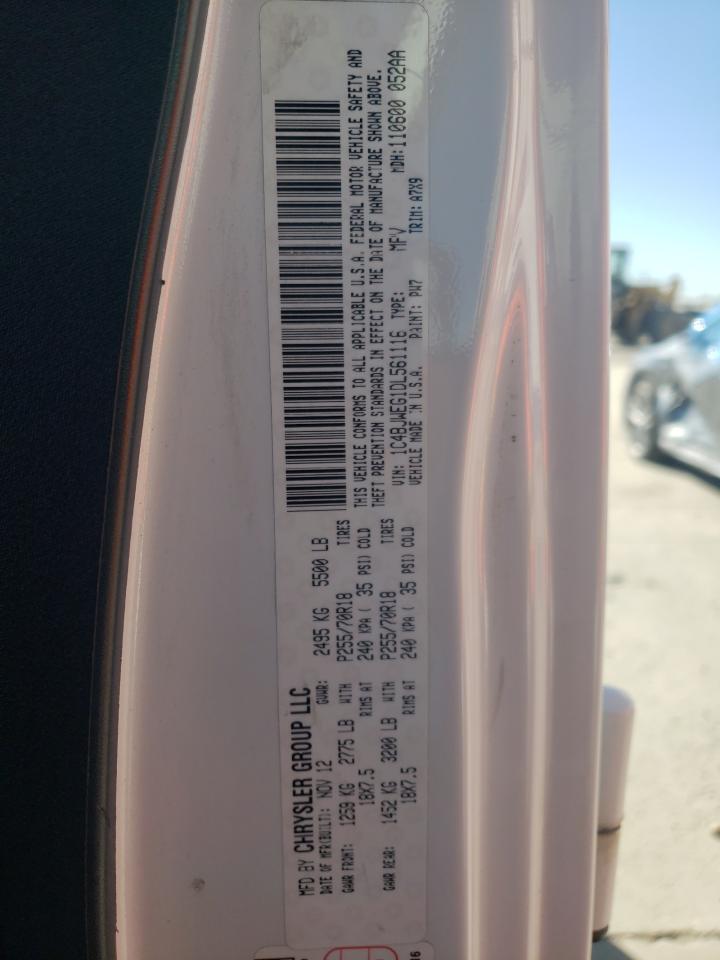 MFD BY CHRYSLER GROUP LLC
DATE OF MFR(BUILT): NOV 12 GVWR: 2495 KG 5500 LB
GAWR FRONT: 1259 KG 2775 LB WITH P255/70R18 TIRES
18X7.5 RIMS AT 240 KPA ( 35 PSI) COLD
GAWR REAR: 1452 KG 3200 LB WITH P255/70R18 TIRES
18X7.5 RIMS AT 240 KPA ( 35 PSI) COLD
THIS VEHICLE CONFORMS TO ALL APPLICABLE U.S.A. FEDERAL MOTOR VEHICLE SAFETY AND
THEFT PREVENTION STANDARDS IN EFFECT ON THE DATE OF MANUFACTURE SHOWN ABOVE.
VIN: 1C4BJWEG1DL561116 TYPE: MPV MDH: 110600 052AA
VEHICLE MADE IN U.S.A. PAINT: PW7 TRIM: A7X9